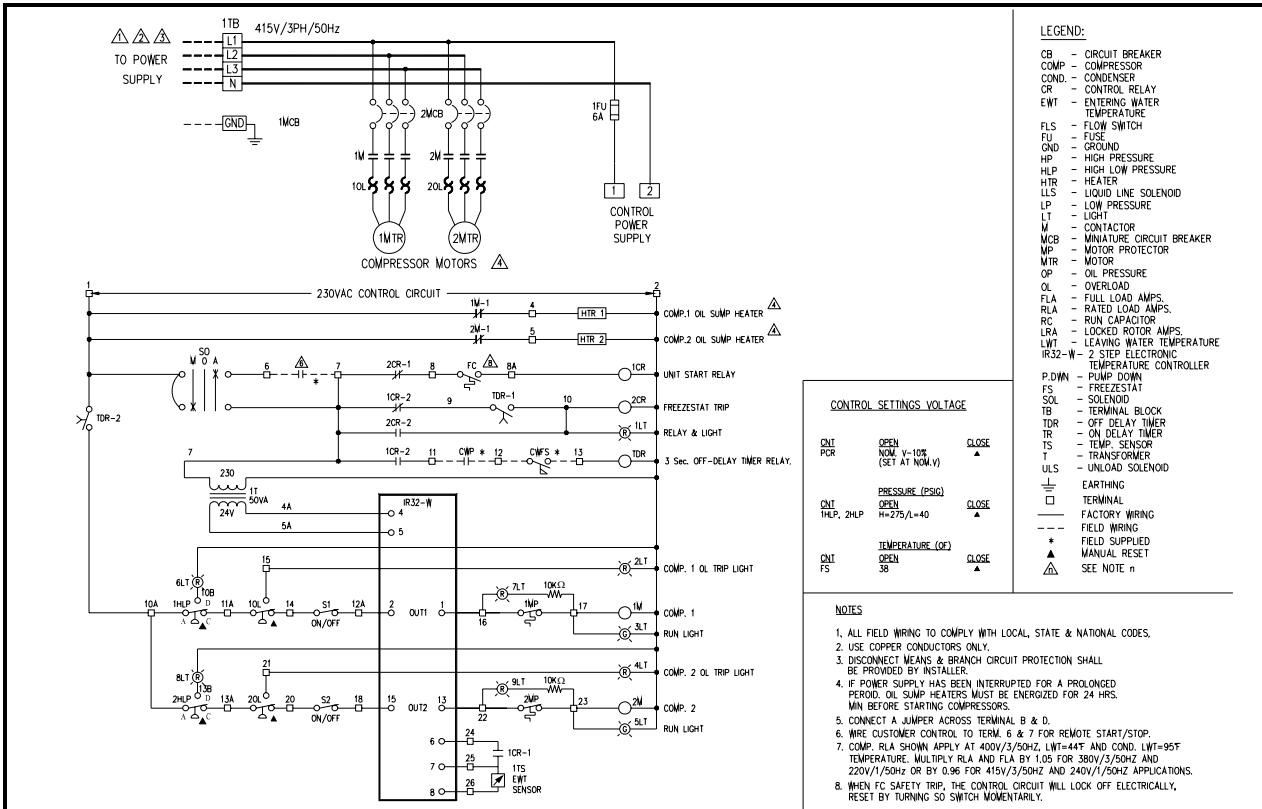 1TB
415V/3PH/50Hz
1 2 3
TO POWER
SUPPLY
L1
L2
L3
N
GND
1MCB
2MCB
1FU
6A
1M
2M
1OL
2OL
1MTR
2MTR
COMPRESSOR MOTORS 4
1 2
CONTROL
POWER
SUPPLY
1 230VAC CONTROL CIRCUIT 2
1M-1 4 HTR 1 COMP.1 OIL SUMP HEATER 4
2M-1 5 HTR 2 COMP.2 OIL SUMP HEATER 4
SO
M O A
6 6 * 7 2CR-1 8 FC 8 8A 1CR UNIT START RELAY
TDR-2
1CR-2 9 TDR-1 10 2CR FREEZESTAT TRIP
2CR-2 R 1LT RELAY & LIGHT
7 1CR-2 11 CWP * 12 CWFS * 13 TDR 3 Sec. OFF-DELAY TIMER RELAY.
230
1T
50VA
24V
4A
5A
IR32-W
4
5
15 R 2LT COMP. 1 OL TRIP LIGHT
6LT R
10B
D
R 7LT 10KΩ
10A 1HLP 11A 1OL 14 S1 12A 2 OUT1 1 16 1MP 17 1M COMP. 1
A C ON/OFF
G 3LT RUN LIGHT
21 R 4LT COMP. 2 OL TRIP LIGHT
8LT R
13B
D
R 9LT 10KΩ
2HLP 13A 2OL 20 S2 18 15 OUT2 13 22 2MP 23 2M COMP. 2
A C ON/OFF
G 5LT RUN LIGHT
6 24
1CR-1
7 25
1TS
EWT
SENSOR
8 26
CONTROL SETTINGS VOLTAGE
CNT OPEN CLOSE
PCR NOM. V-10% ▲
(SET AT NOM.V)
PRESSURE (PSIG)
CNT OPEN CLOSE
1HLP, 2HLP H=275/L=40 ▲
TEMPERATURE (OF)
CNT OPEN CLOSE
FS 38 ▲
LEGEND:
CB - CIRCUIT BREAKER
COMP - COMPRESSOR
COND. - CONDENSER
CR - CONTROL RELAY
EWT - ENTERING WATER
TEMPERATURE
FLS - FLOW SWITCH
FU - FUSE
GND - GROUND
HP - HIGH PRESSURE
HLP - HIGH LOW PRESSURE
HTR - HEATER
LLS - LIQUID LINE SOLENOID
LP - LOW PRESSURE
LT - LIGHT
M - CONTACTOR
MCB - MINIATURE CIRCUIT BREAKER
MP - MOTOR PROTECTOR
MTR - MOTOR
OP - OIL PRESSURE
OL - OVERLOAD
FLA - FULL LOAD AMPS.
RLA - RATED LOAD AMPS.
RC - RUN CAPACITOR
LRA - LOCKED ROTOR AMPS.
LWT - LEAVING WATER TEMPERATURE
IR32-W - 2 STEP ELECTRONIC
TEMPERATURE CONTROLLER
P.DWN - PUMP DOWN
FS - FREEZESTAT
SOL - SOLENOID
TB - TERMINAL BLOCK
TDR - OFF DELAY TIMER
TR - ON DELAY TIMER
TS - TEMP. SENSOR
T - TRANSFORMER
ULS - UNLOAD SOLENOID
EARTHING
TERMINAL
FACTORY WIRING
FIELD WIRING
* FIELD SUPPLIED
▲ MANUAL RESET
n SEE NOTE n
NOTES
1. ALL FIELD WIRING TO COMPLY WITH LOCAL, STATE & NATIONAL CODES.
2. USE COPPER CONDUCTORS ONLY.
3. DISCONNECT MEANS & BRANCH CIRCUIT PROTECTION SHALL
BE PROVIDED BY INSTALLER.
4. IF POWER SUPPLY HAS BEEN INTERRUPTED FOR A PROLONGED
PEROID. OIL SUMP HEATERS MUST BE ENERGIZED FOR 24 HRS.
MIN BEFORE STARTING COMPRESSORS.
5. CONNECT A JUMPER ACROSS TERMINAL B & D.
6. WIRE CUSTOMER CONTROL TO TERM. 6 & 7 FOR REMOTE START/STOP.
7. COMP. RLA SHOWN APPLY AT 400V/3/50HZ, LWT=44°F AND COND. LWT=95°F
TEMPERATURE. MULTIPLY RLA AND FLA BY 1.05 FOR 380V/3/50HZ AND
220V/1/50Hz OR BY 0.96 FOR 415V/3/50HZ AND 240V/1/50HZ APPLICATIONS.
8. WHEN FC SAFETY TRIP, THE CONTROL CIRCUIT WILL LOCK OFF ELECTRICALLY,
RESET BY TURNING SO SWITCH MOMENTARILY.